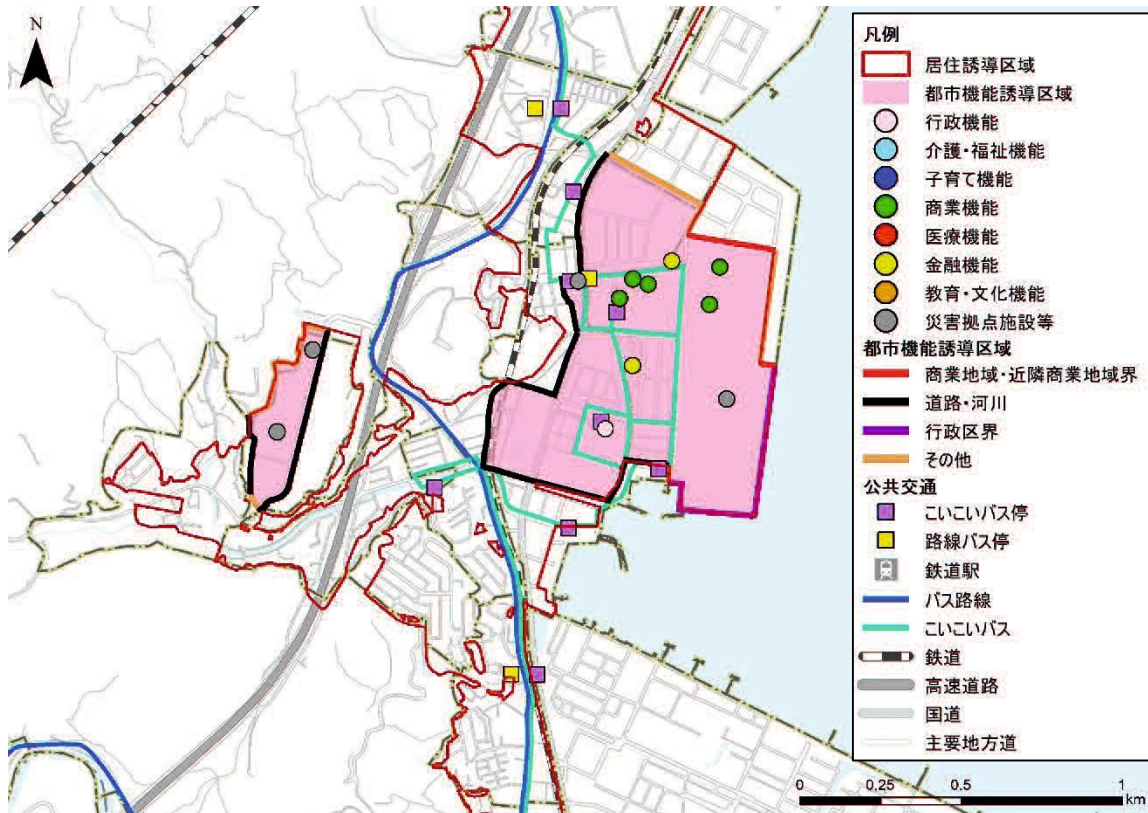 N
凡例
居住誘導区域
都市機能誘導区域
行政機能
介護・福祉機能
子育て機能
商業機能
医療機能
金融機能
教育・文化機能
災害拠点施設等
都市機能誘導区域
商業地域・近隣商業地域界
道路・河川
行政区界
その他
公共交通
こいこいバス停
路線バス停
鉄道駅
バス路線
こいこいバス
鉄道
高速道路
国道
主要地方道
0 0.25 0.5 1
km